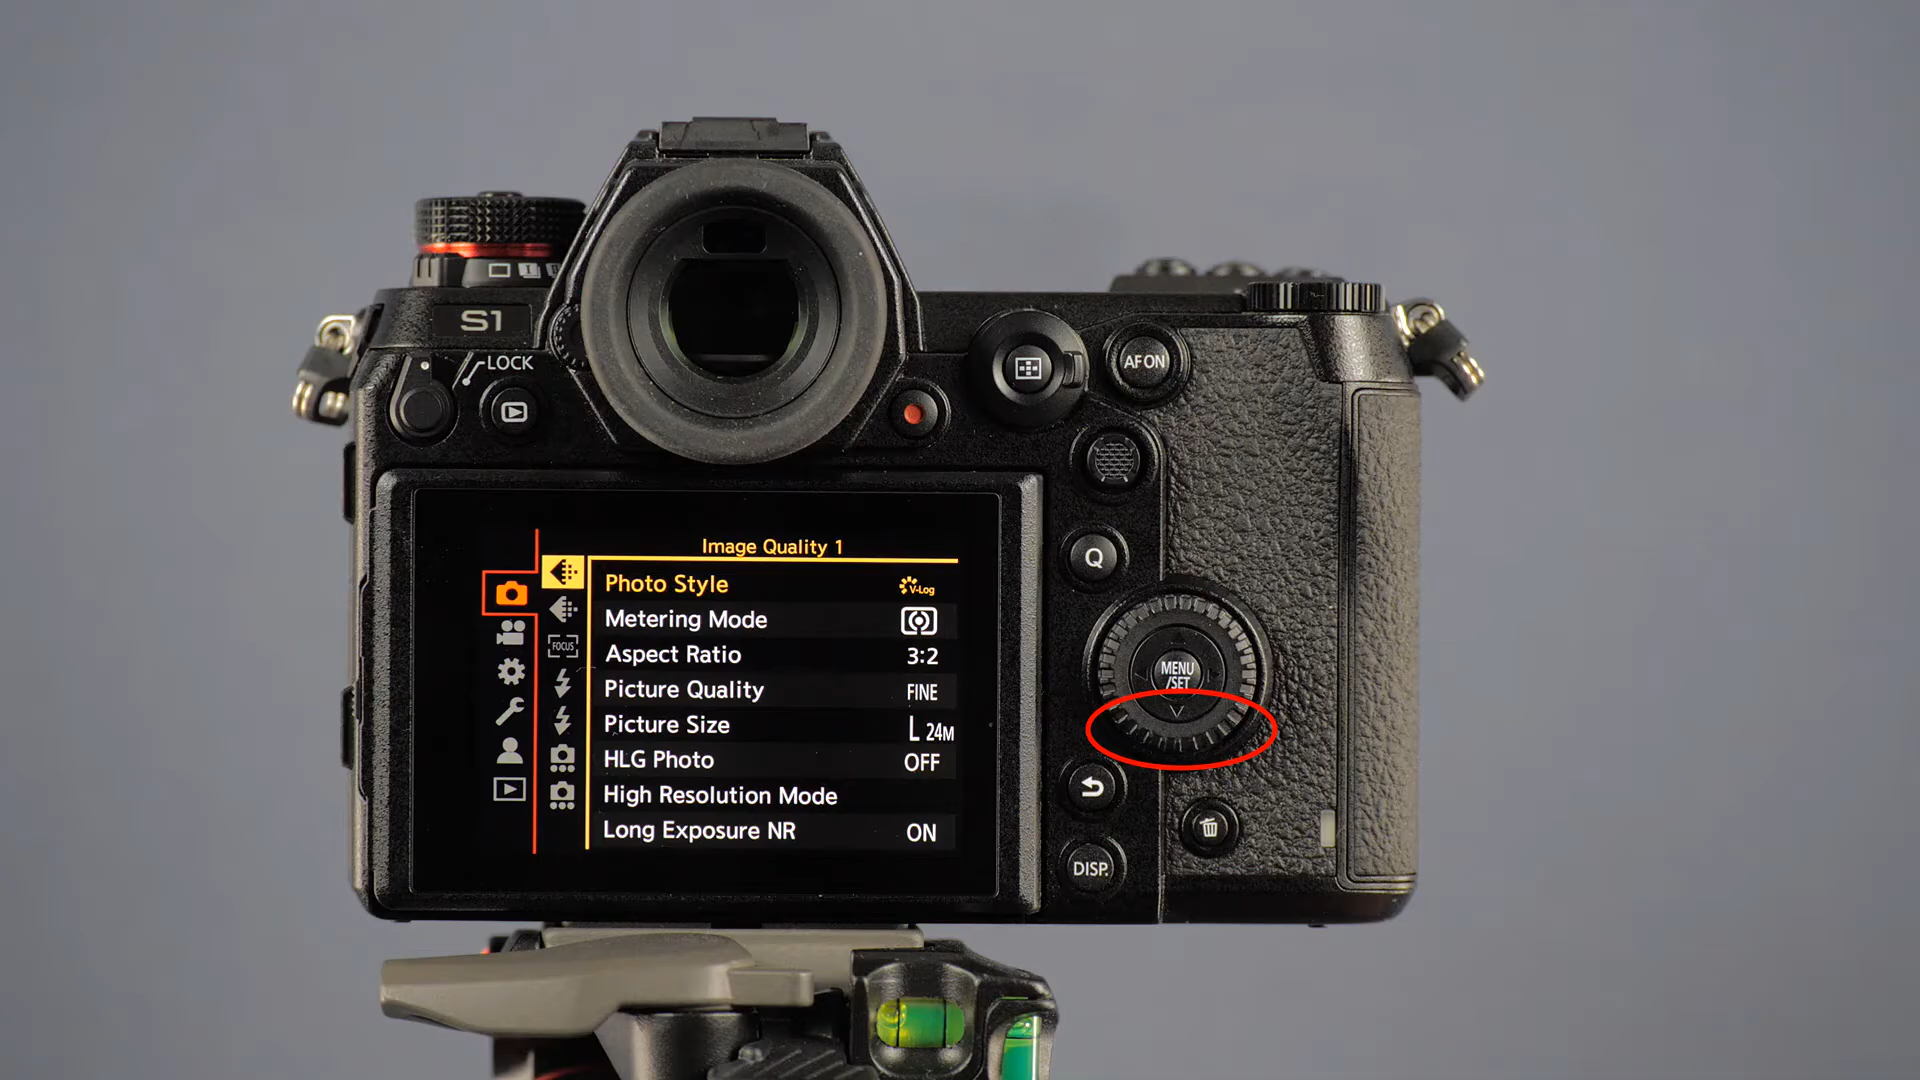 S1
LOCK
AF ON
Q
Image Quality 1
Photo Style V-Log
Metering Mode
Aspect Ratio 3:2
FOCUS
Picture Quality FINE
Picture Size L 24M
HLG Photo OFF
High Resolution Mode
Long Exposure NR ON
MENU
/SET
DISP.